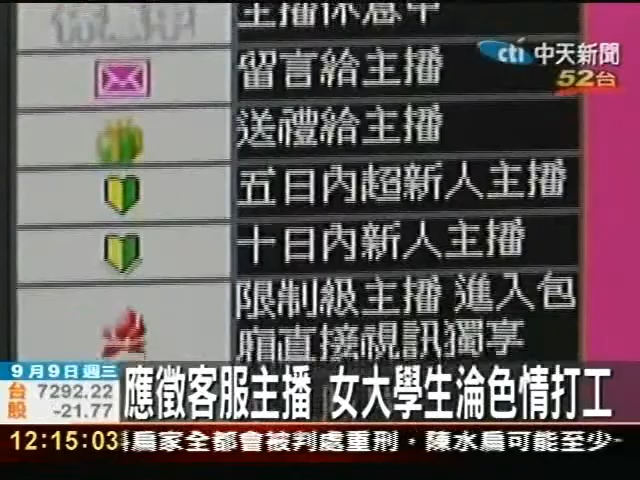 主播休息中
cti 中天新聞
52台
留言給主播
送禮給主播
五日內超新人主播
十日內新人主播
限制級主播 進入包
廂直接視訊獨享
9月9日週三
台股 7292.22
-21.77
應徵客服主播 女大學生淪色情打工
12:15:03 扁家全都會被判處重刑,陳水扁可能至少